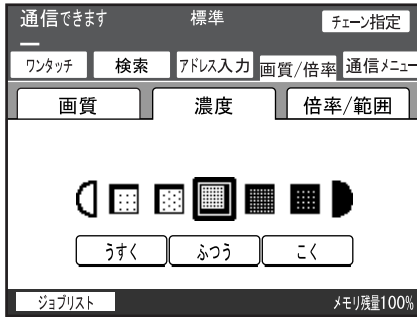 通信できます 標準 チェーン指定
ワンタッチ 検索 アドレス入力 画質/倍率 通信メニュー
画質 濃度 倍率/範囲
うすく ふつう こく
ジョブリスト メモリ残量100%